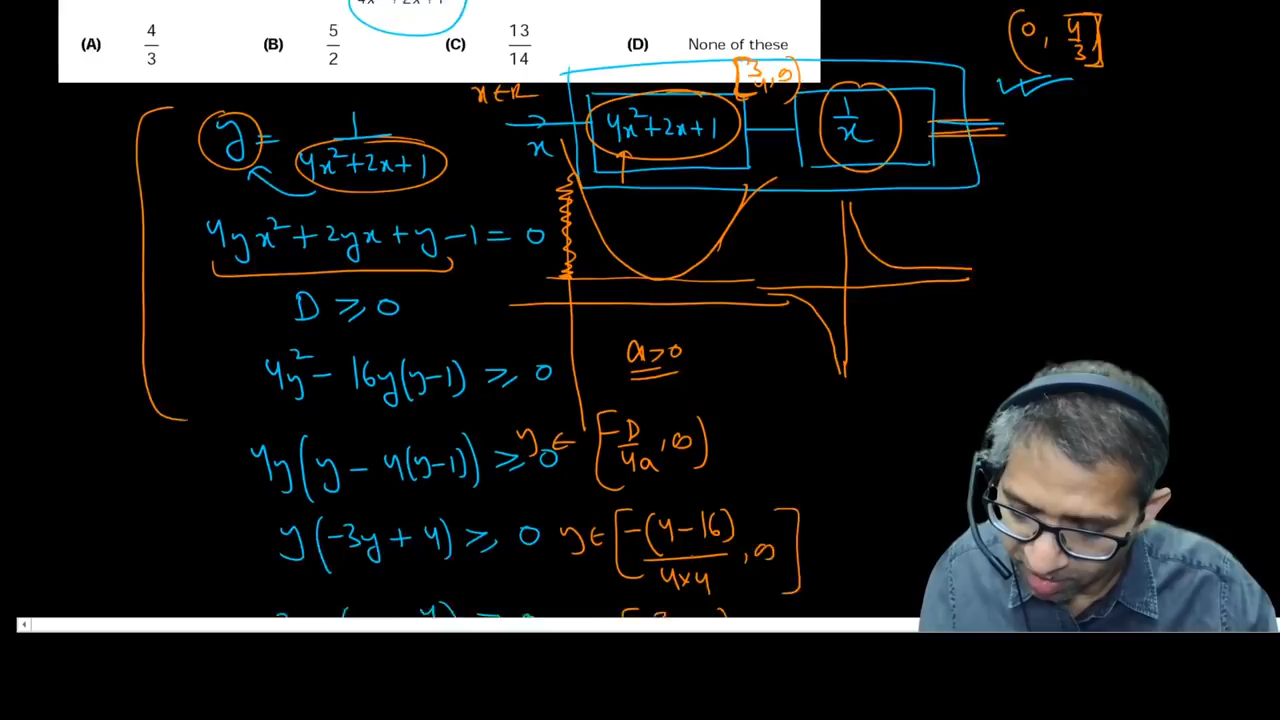 (A) 4/3 (B) 5/2 (C) 13/14 (D) None of these
(0, 4/3]
x∈R
[3/4, ∞)
y = 1/(4x²+2x+1)
x
4x²+2x+1
1/x
4yx²+2yx+y-1=0
D ≥ 0
a>0
4y² - 16y(y-1) ≥ 0
4y(y - 4(y-1)) ≥ 0
y ∈ [-D/4a, ∞)
y(-3y+4) ≥ 0
y∈ [-(4-16)/4×4, ∞]